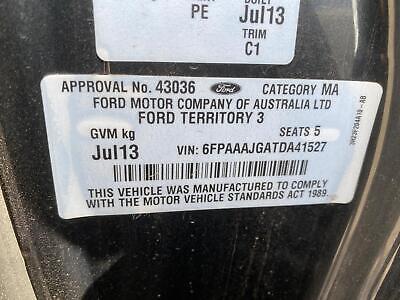 PE
Jul13
TRIM
C1
APPROVAL No. 43036 Ford CATEGORY MA
FORD MOTOR COMPANY OF AUSTRALIA LTD
FORD TERRITORY 3
GVM kg SEATS 5
Jul13 VIN: 6FPAAAJGATDA41527
THIS VEHICLE WAS MANUFACTURED TO COMPLY
WITH THE MOTOR VEHICLE STANDARDS ACT 1989.